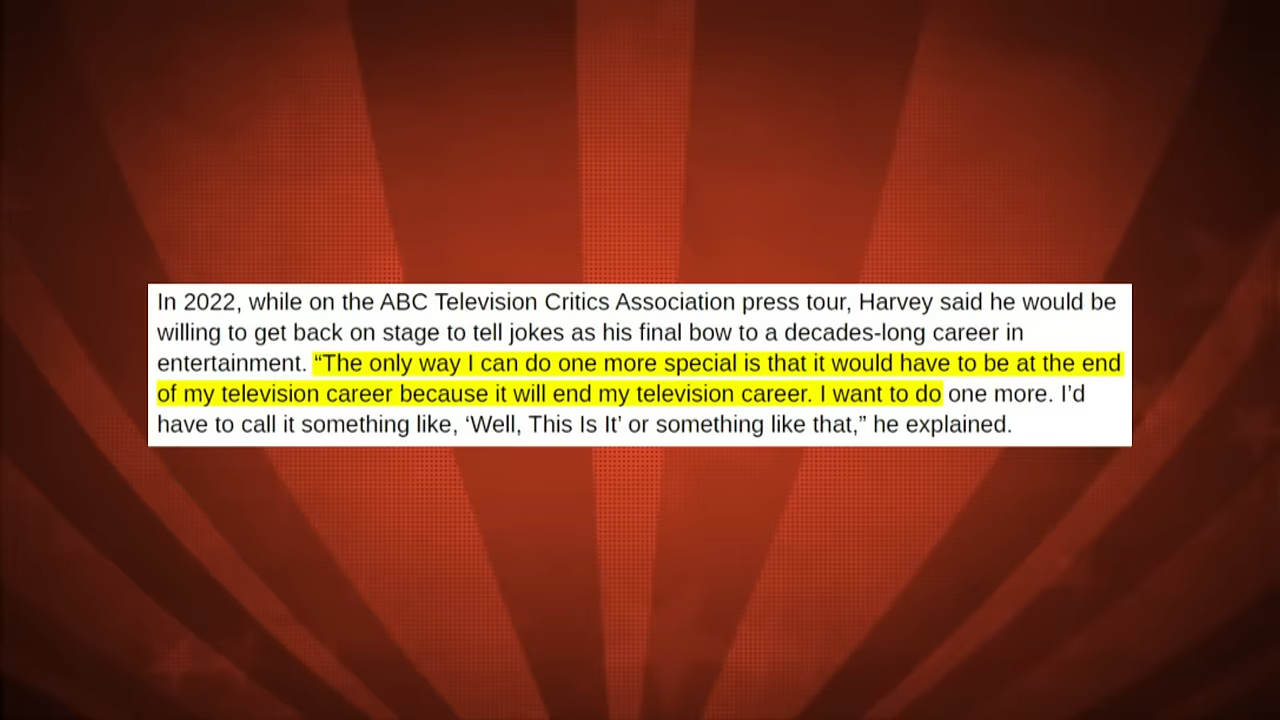 In 2022, while on the ABC Television Critics Association press tour, Harvey said he would be
willing to get back on stage to tell jokes as his final bow to a decades-long career in
entertainment. “The only way I can do one more special is that it would have to be at the end
of my television career because it will end my television career. I want to do one more. I’d
have to call it something like, ‘Well, This Is It’ or something like that,” he explained.